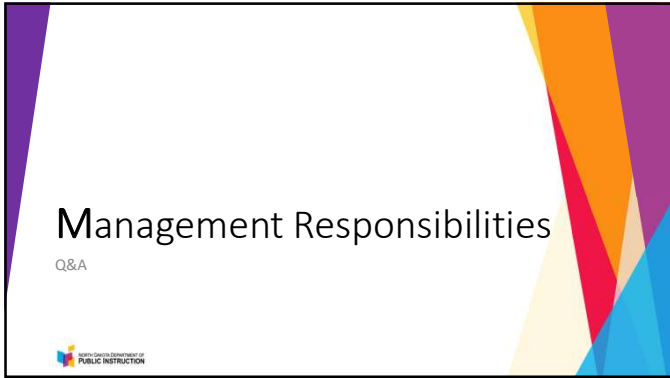 Management Responsibilities
Q&A
NORTH DAKOTA DEPARTMENT OF
PUBLIC INSTRUCTION